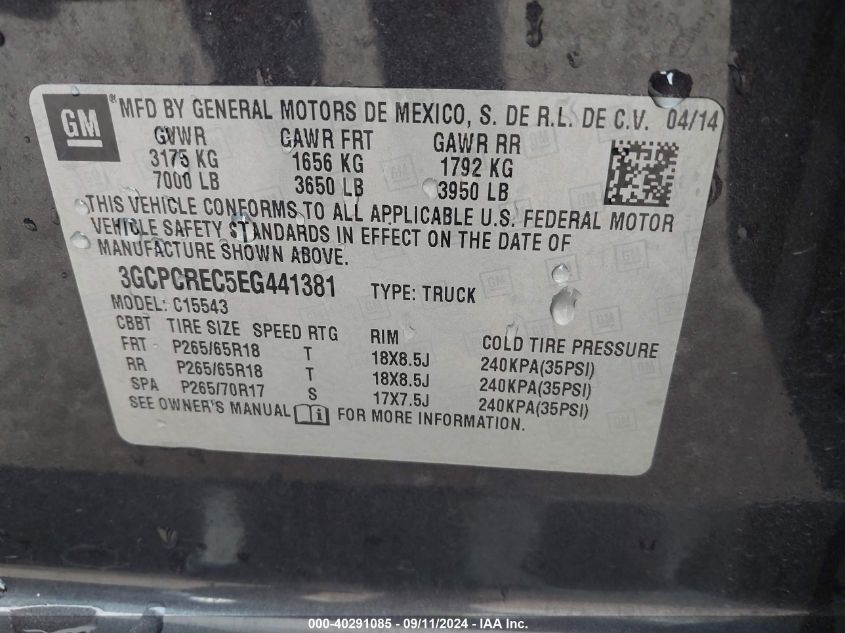 GM® MFD BY GENERAL MOTORS DE MEXICO, S. DE R.L. DE C.V. 04/14
GVWR GAWR FRT GAWR RR
3175 KG 1656 KG 1792 KG
7000 LB 3650 LB 3950 LB
THIS VEHICLE CONFORMS TO ALL APPLICABLE U.S. FEDERAL MOTOR
VEHICLE SAFETY STANDARDS IN EFFECT ON THE DATE OF
MANUFACTURE SHOWN ABOVE.
3GCPCREC5EG441381 TYPE: TRUCK
MODEL: C15543
CBBT TIRE SIZE SPEED RTG RIM COLD TIRE PRESSURE
FRT P265/65R18 T 18X8.5J 240KPA(35PSI)
RR P265/65R18 T 18X8.5J 240KPA(35PSI)
SPA P265/70R17 S 17X7.5J 240KPA(35PSI)
SEE OWNER'S MANUAL FOR MORE INFORMATION.
000-40291085 - 09/11/2024 - IAA Inc.